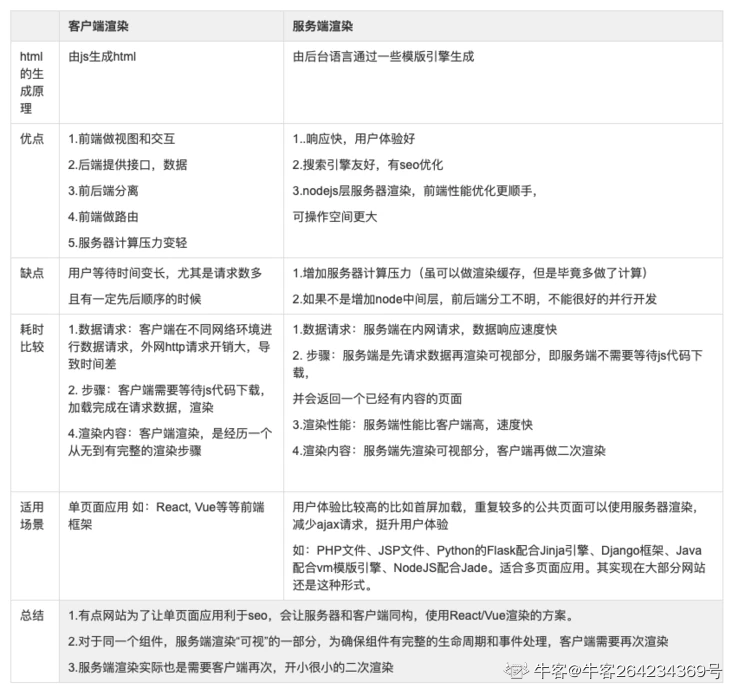 客户端渲染
服务端渲染
html
的生
成原
理
由js生成html
由后台语言通过一些模版引擎生成
优点
1.前端做视图和交互
2.后端提供接口，数据
3.前后端分离
4.前端做路由
5.服务器计算压力变轻
1..响应快，用户体验好
2.搜索引擎友好，有seo优化
3.nodejs层服务器渲染，前端性能优化更顺手，
可操作空间更大
缺点
用户等待时间变长，尤其是请求数多
且有一定先后顺序的时候
1.增加服务器计算压力（虽可以做渲染缓存，但是毕竟多做了计算）
2.如果不是增加node中间层，前后端分工不明，不能很好的并行开发
耗时
比较
1.数据请求：客户端在不同网络环境进
行数据请求，外网http请求开销大，导
致时间差
2. 步骤：客户端需要等待js代码下载，
加载完成在请求数据，渲染
4.渲染内容：客户端渲染，是经历一个
从无到有完整的渲染步骤
1.数据请求：服务端在内网请求，数据响应速度快
2. 步骤：服务端是先请求数据再渲染可视部分，即服务端不需要等待js代码下
载，
并会返回一个已经有内容的页面
3.渲染性能：服务端性能比客户端高，速度快
4.渲染内容：服务端先渲染可视部分，客户端再做二次渲染
适用
场景
单页面应用 如：React, Vue等等前端
框架
用户体验比较高的比如首屏加载，重复较多的公共页面可以使用服务器渲染，
减少ajax请求，挺升用户体验
如：PHP文件、JSP文件、Python的Flask配合Jinja引擎、Django框架、Java
配合vm模版引擎、NodeJS配合Jade。适合多页面应用。其实现在大部分网站
还是这种形式。
总结
1.有点网站为了让单页面应用利于seo，会让服务器和客户端同构，使用React/Vue渲染的方案。
2.对于同一个组件，服务端渲染“可视”的一部分，为确保组件有完整的生命周期和事件处理，客户端需要再次渲染
3.服务端渲染实际也是需要客户端再次，开小很小的二次渲染
牛客@牛客264234369号